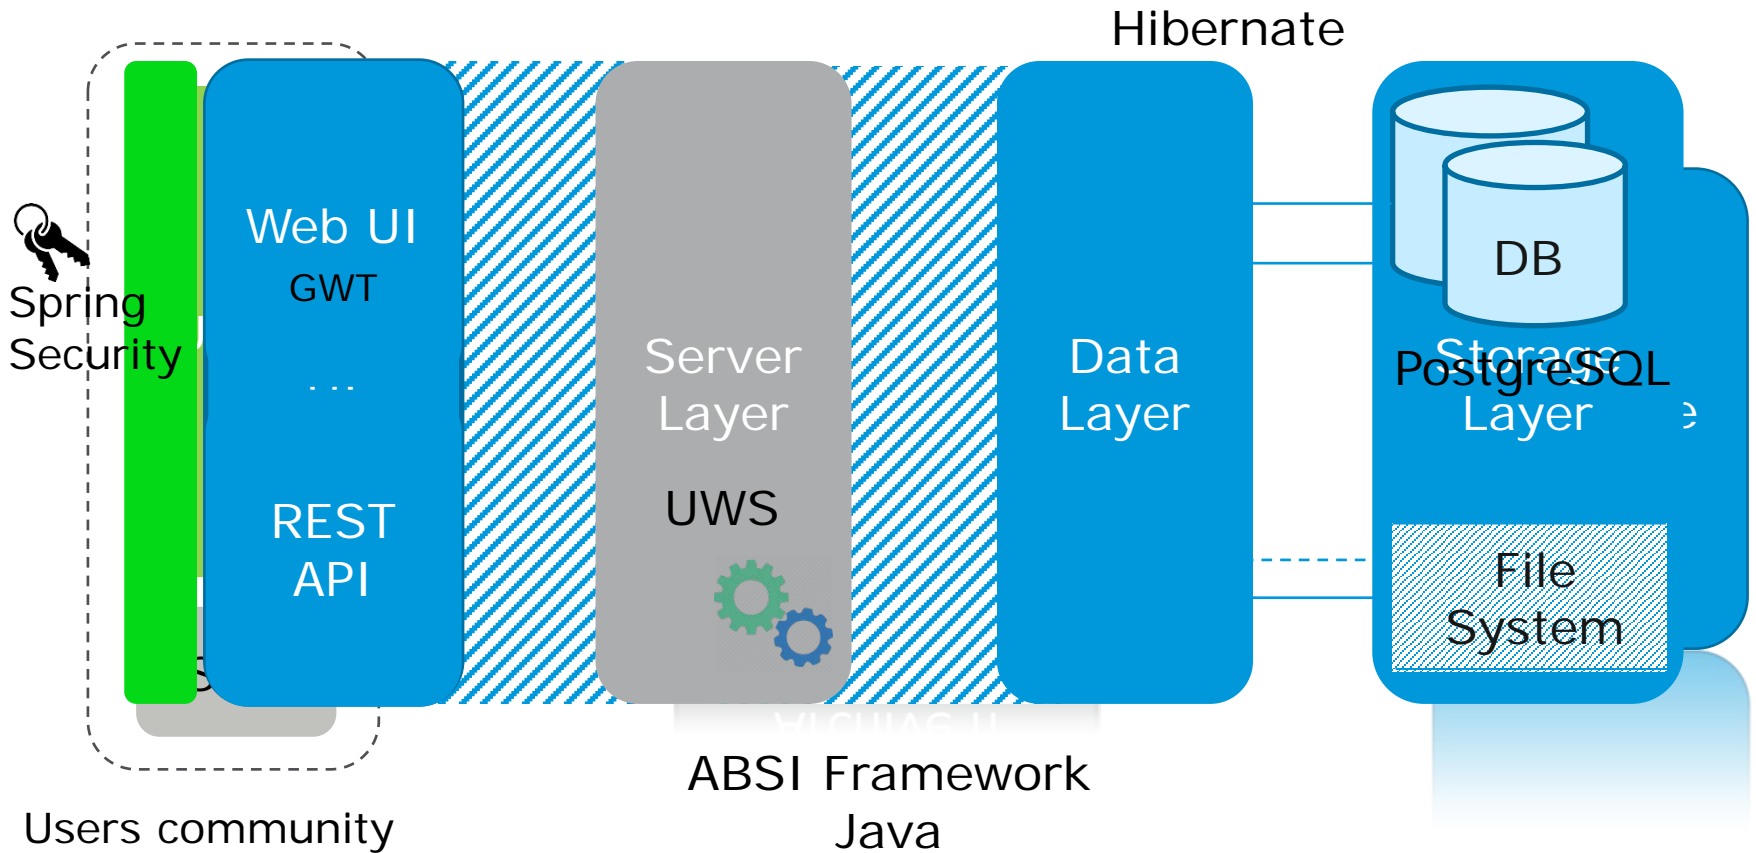 Hibernate
Spring
Security
Web UI
GWT
...
REST
API
Server
Layer
UWS
Data
Layer
DB
PostgreSQL
Storage
Layer
File
System
ABSI Framework
Java
Users community